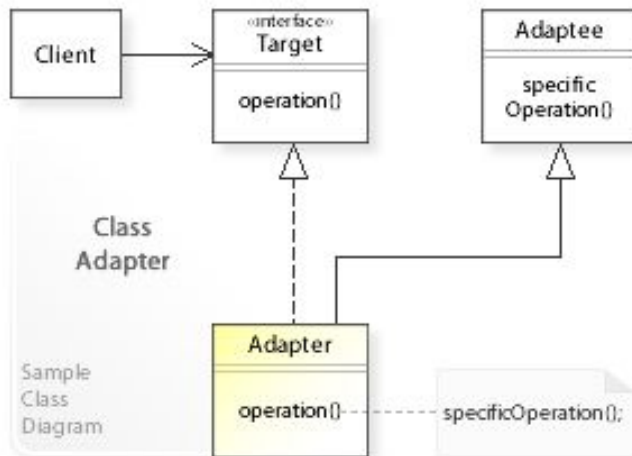 Client
«interface»
Target
operation()
Adaptee
specific
Operation()
Class
Adapter
Adapter
operation()
specificOperation();
Sample
Class
Diagram